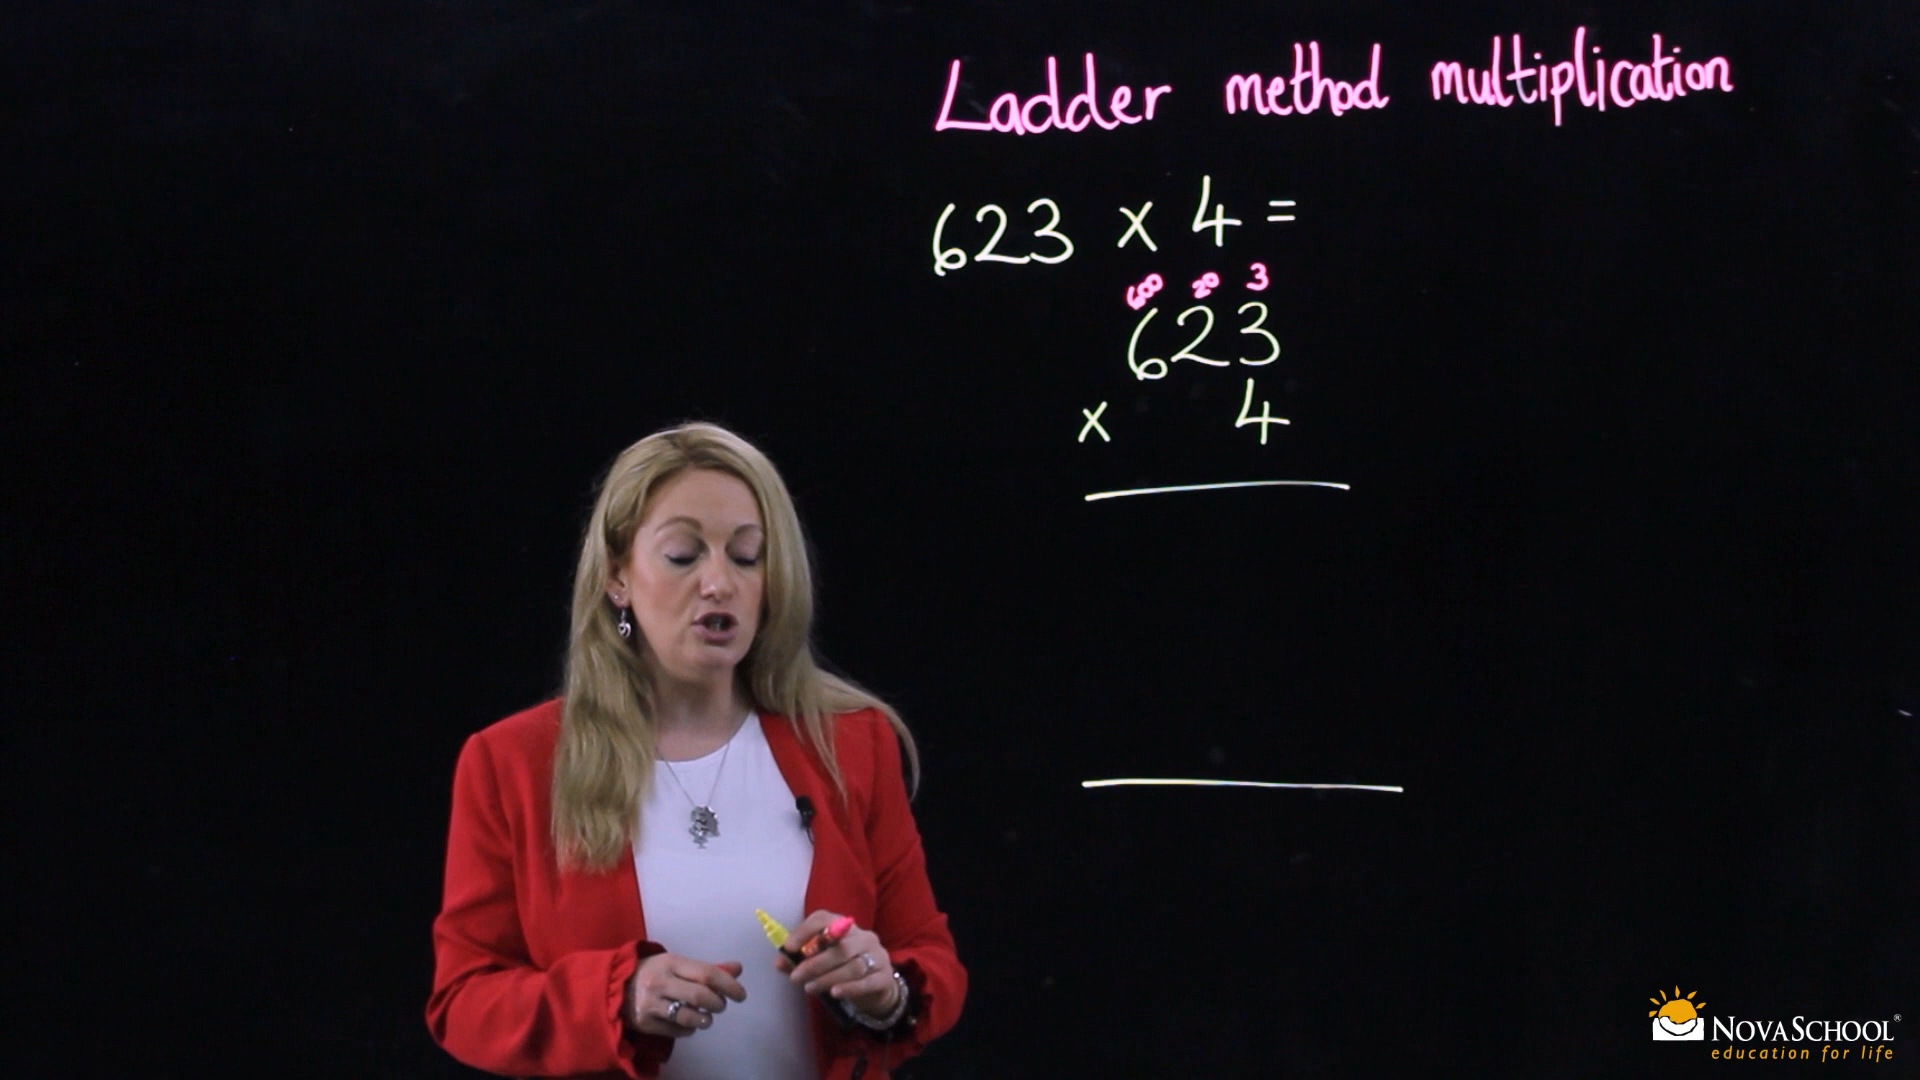 Ladder method multiplication
623 x 4 =
600 20 3
623
x 4
NOVASCHOOL®
education for life